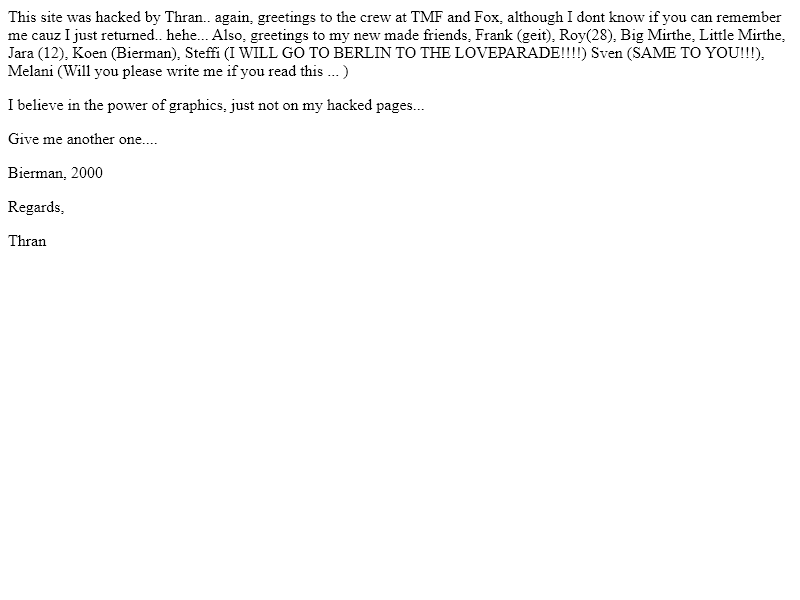 This site was hacked by Thran.. again, greetings to the crew at TMF and Fox, although I dont know if you can remember
me cauz I just returned.. hehe... Also, greetings to my new made friends, Frank (geit), Roy(28), Big Mirthe, Little Mirthe,
Jara (12), Koen (Bierman), Steffi (I WILL GO TO BERLIN TO THE LOVEPARADE!!!!) Sven (SAME TO YOU!!!),
Melani (Will you please write me if you read this ... )
I believe in the power of graphics, just not on my hacked pages...
Give me another one....
Bierman, 2000
Regards,
Thran